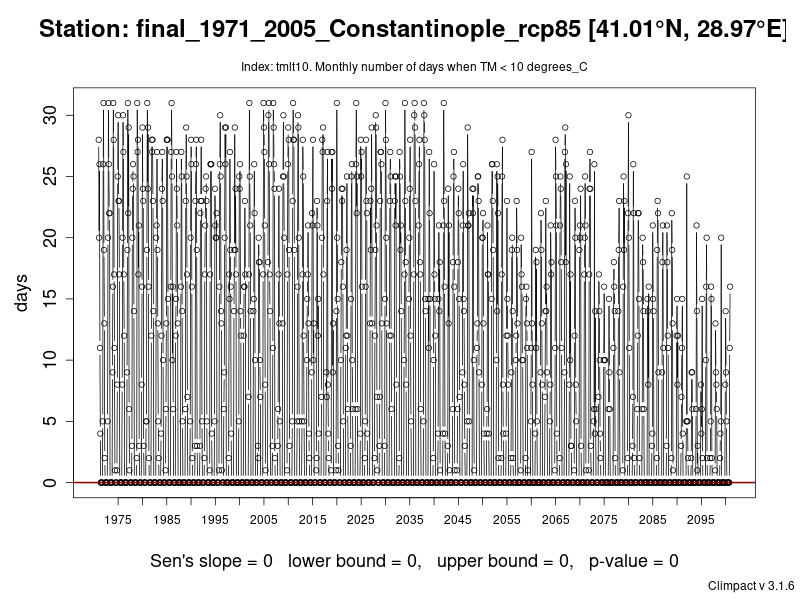 Station: final_1971_2005_Constantinople_rcp85 [41.01°N, 28.97°E]
Index: tmlt10. Monthly number of days when TM < 10 degrees_C
30
25
20
15
10
5
0
days
1975 1985 1995 2005 2015 2025 2035 2045 2055 2065 2075 2085 2095
Sen's slope = 0 lower bound = 0, upper bound = 0, p-value = 0
Climpact v 3.1.6